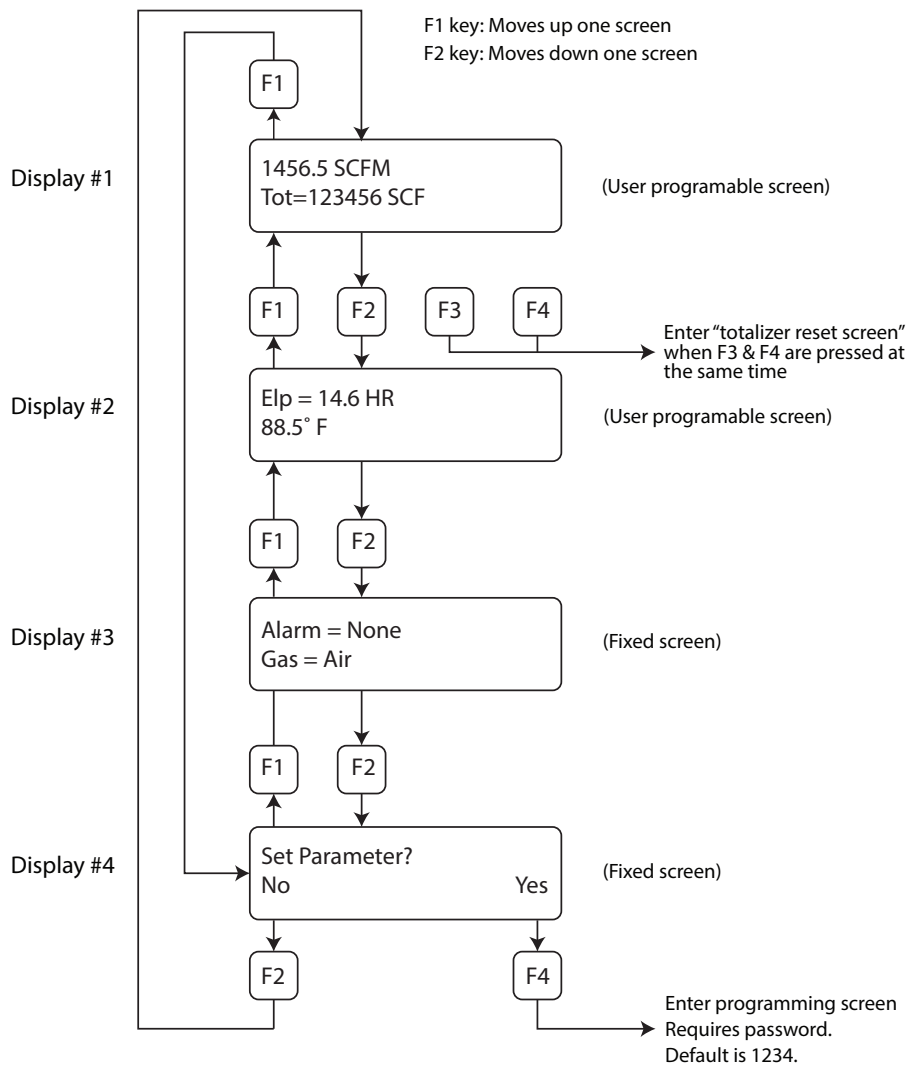 F1 key: Moves up one screen
F2 key: Moves down one screen
F1
Display #1
1456.5 SCFM
Tot=123456 SCF
(User programable screen)
F1
F2
F3
F4
Enter “totalizer reset screen”
when F3 & F4 are pressed at
the same time
Display #2
Elp = 14.6 HR
88.5° F
(User programable screen)
F1
F2
Display #3
Alarm = None
Gas = Air
(Fixed screen)
F1
F2
Display #4
Set Parameter?
No Yes
(Fixed screen)
F2
F4
Enter programming screen
Requires password.
Default is 1234.